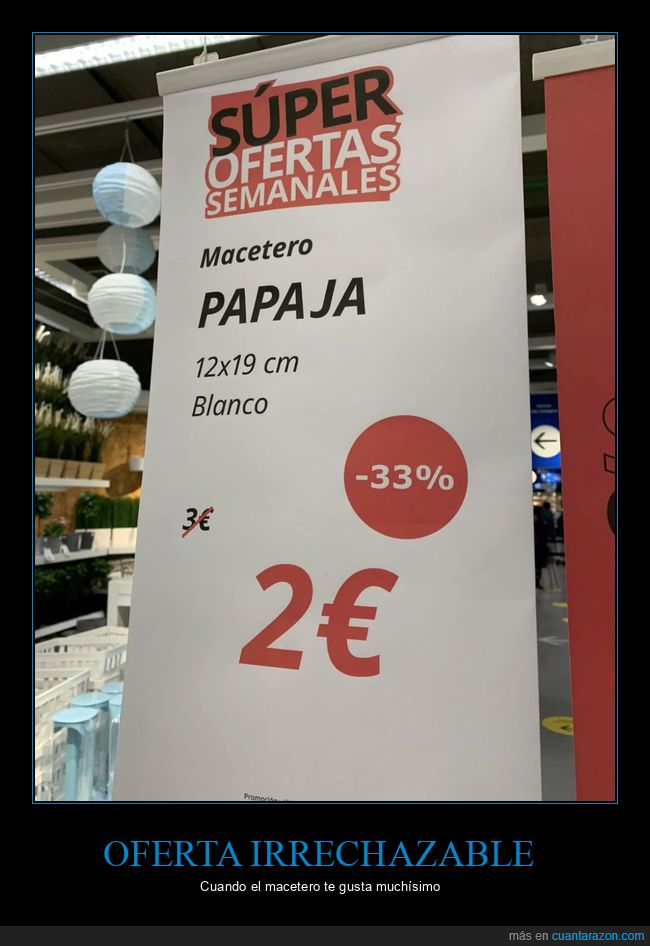 SÚPER
OFERTAS
SEMANALES
Macetero
PAPAJA
12x19 cm
Blanco
-33%
3€
2€
OFERTA IRRECHAZABLE
Cuando el macetero te gusta muchísimo
más en cuantarazon.com